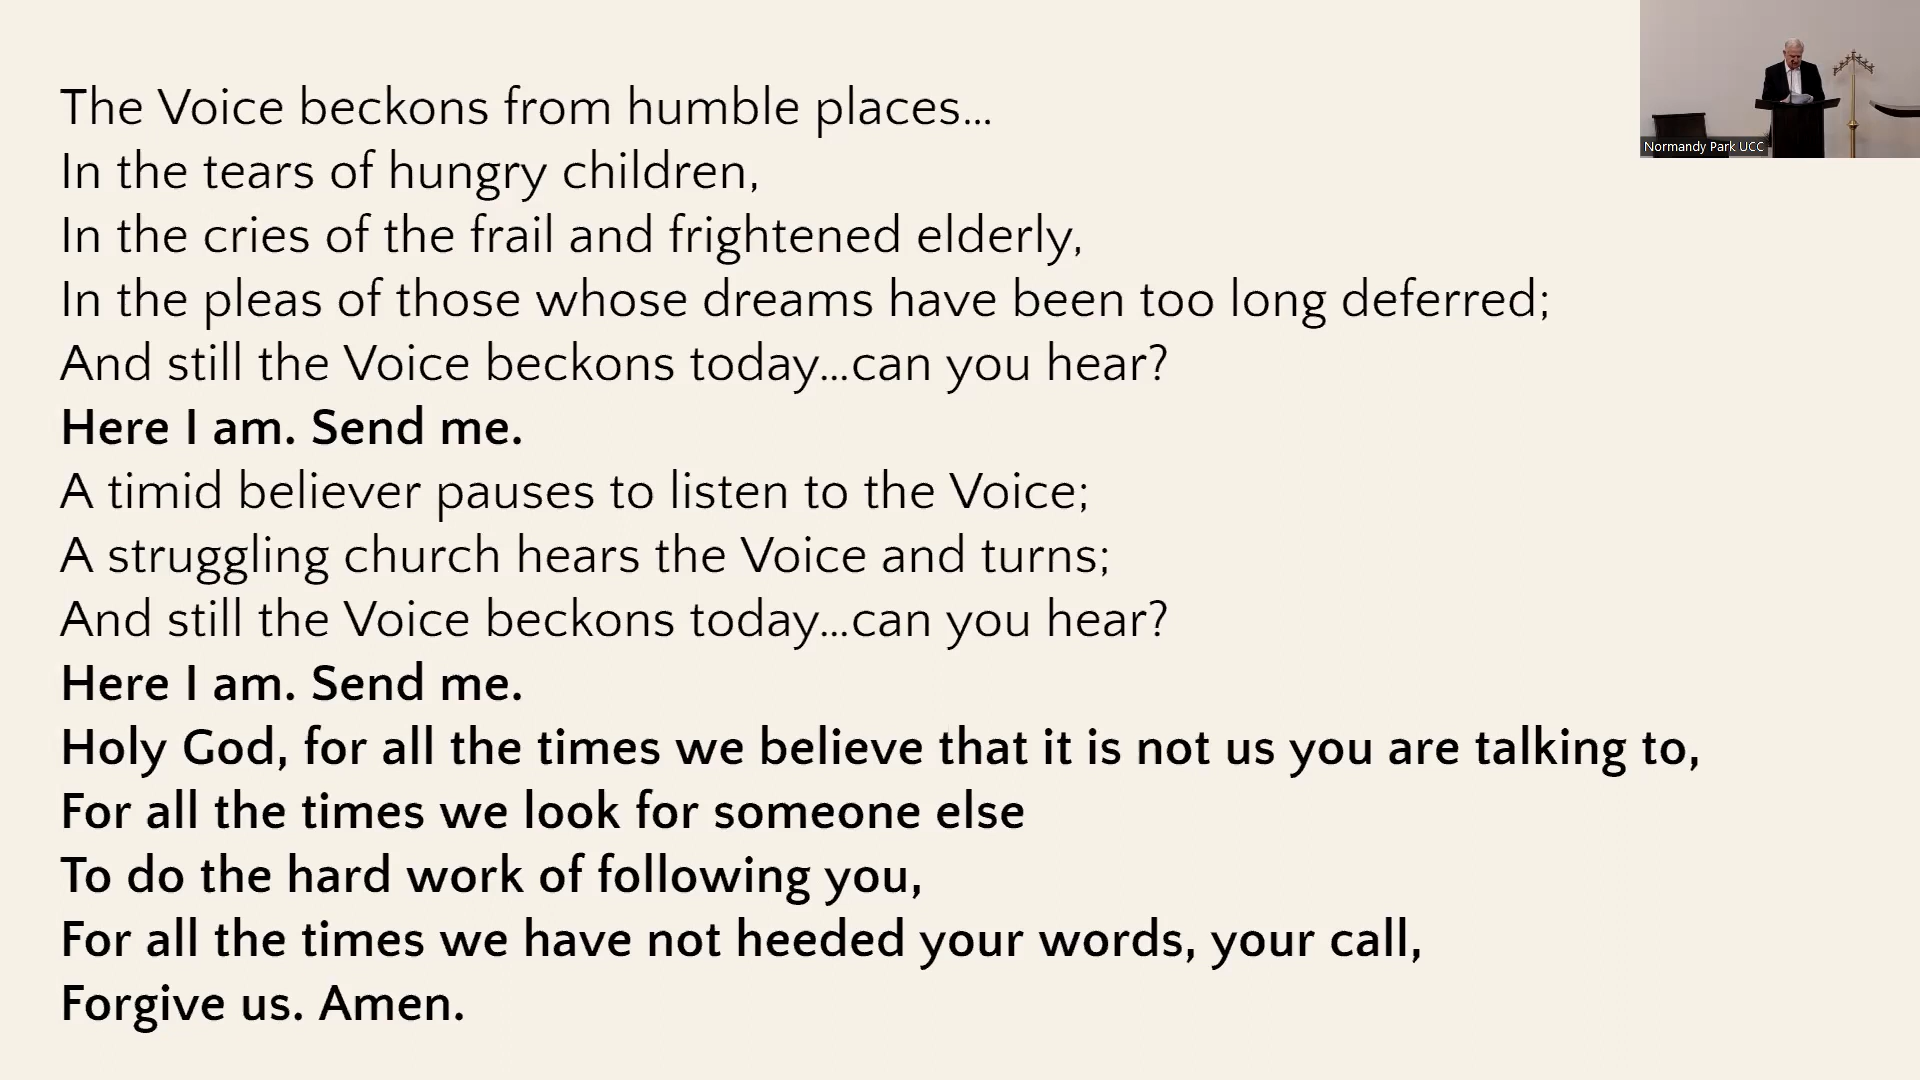 The Voice beckons from humble places...
In the tears of hungry children,
In the cries of the frail and frightened elderly,
In the pleas of those whose dreams have been too long deferred;
And still the Voice beckons today...can you hear?
Here I am. Send me.
A timid believer pauses to listen to the Voice;
A struggling church hears the Voice and turns;
And still the Voice beckons today...can you hear?
Here I am. Send me.
Holy God, for all the times we believe that it is not us you are talking to,
For all the times we look for someone else
To do the hard work of following you,
For all the times we have not heeded your words, your call,
Forgive us. Amen.
Normandy Park UCC